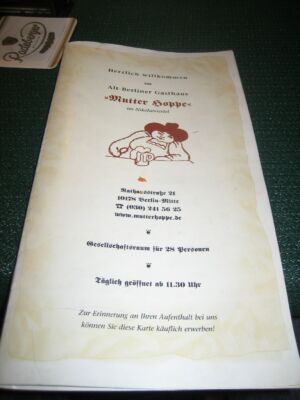 Radeberger
Herzlich willkommen
im
Alt Berliner Gasthaus
»Mutter Hoppe«
im Nikolaiviertel
Rathausstraße 21
10178 Berlin-Mitte
☎ (030) 241 56 25
www.mutterhoppe.de
Gesellschaftsraum für 28 Personen
Täglich geöffnet ab 11.30 Uhr
Zur Erinnerung an Ihren Aufenthalt bei uns
können Sie diese Karte käuflich erwerben!